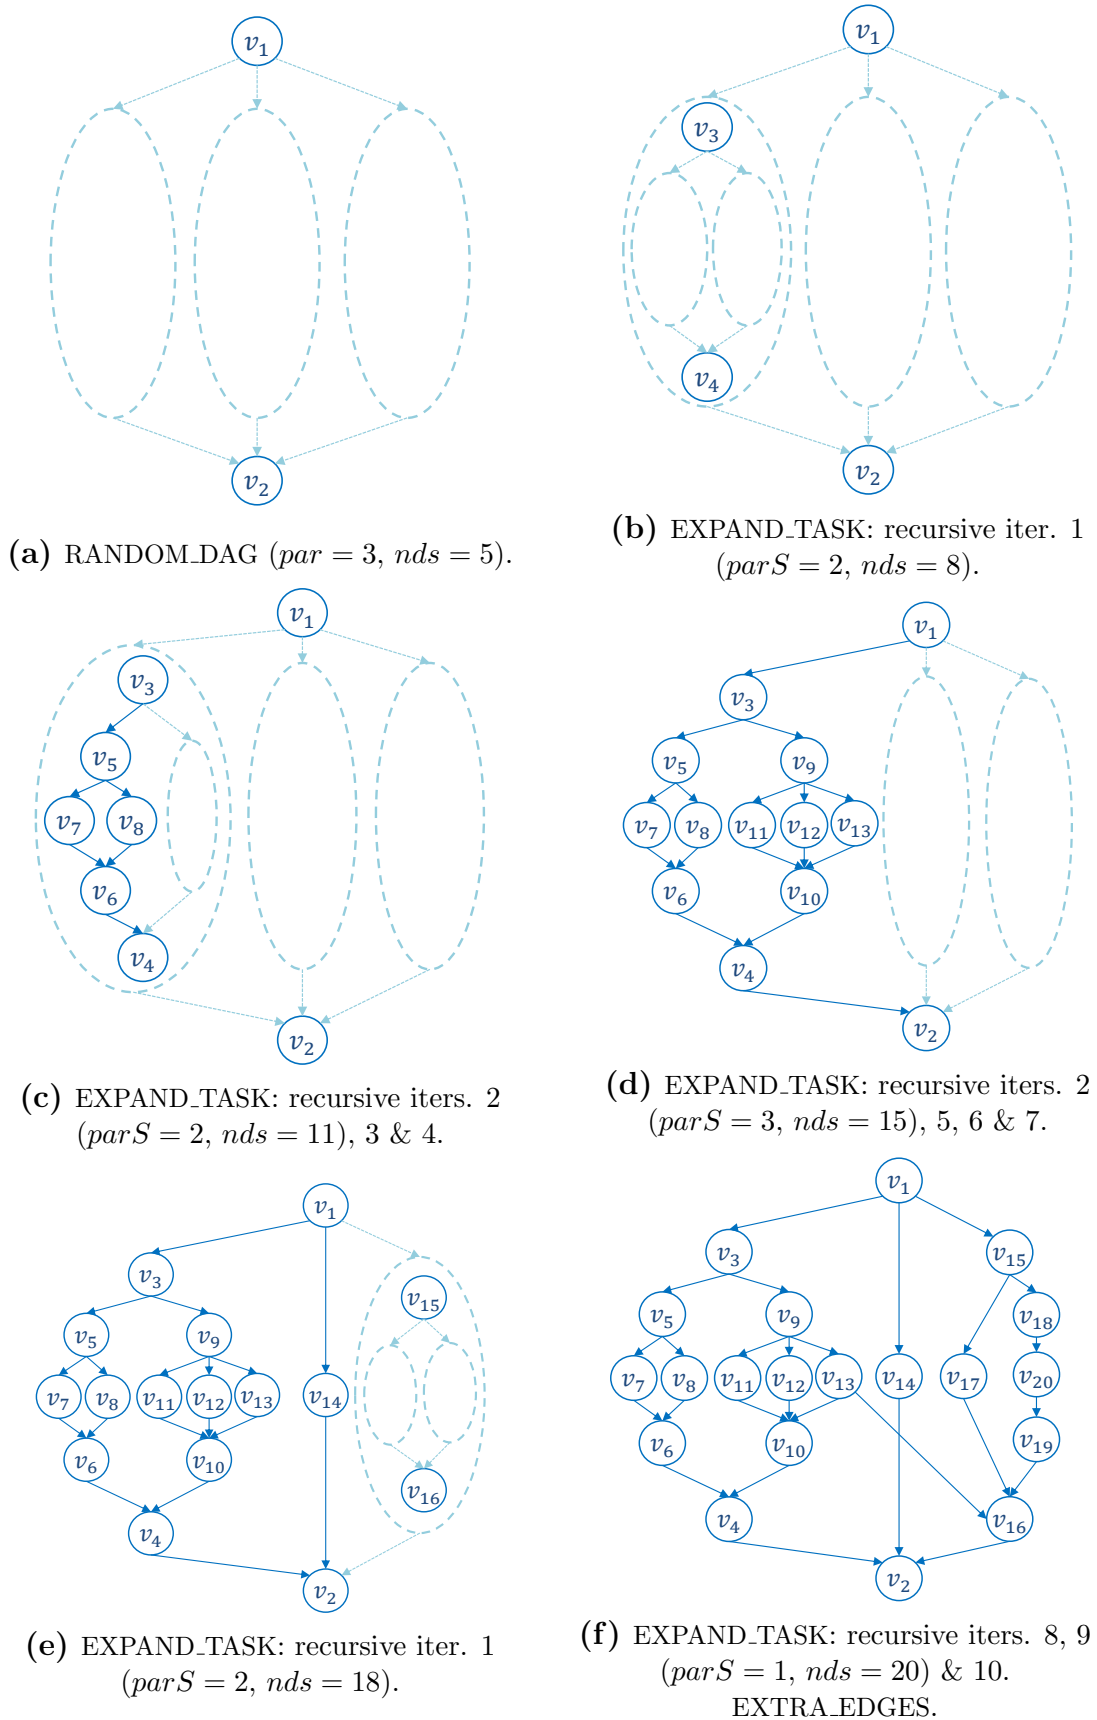 v1
v2
(a) RANDOM_DAG (par = 3, nds = 5).
v1
v3
v4
v2
(b) EXPAND_TASK: recursive iter. 1
(parS = 2, nds = 8).
v1
v3
v5
v7 v8
v6
v4
v2
(c) EXPAND_TASK: recursive iters. 2
(parS = 2, nds = 11), 3 & 4.
v1
v3
v5 v9
v7 v8 v11 v12 v13
v6 v10
v4
v2
(d) EXPAND_TASK: recursive iters. 2
(parS = 3, nds = 15), 5, 6 & 7.
v1
v3
v15
v5 v9
v7 v8 v11 v12 v13 v14
v6 v10
v16
v4
v2
(e) EXPAND_TASK: recursive iter. 1
(parS = 2, nds = 18).
v1
v3 v15
v5 v9 v18
v7 v8 v11 v12 v13 v14 v17 v20
v6 v10 v19
v4 v16
v2
(f) EXPAND_TASK: recursive iters. 8, 9
(parS = 1, nds = 20) & 10.
EXTRA_EDGES.